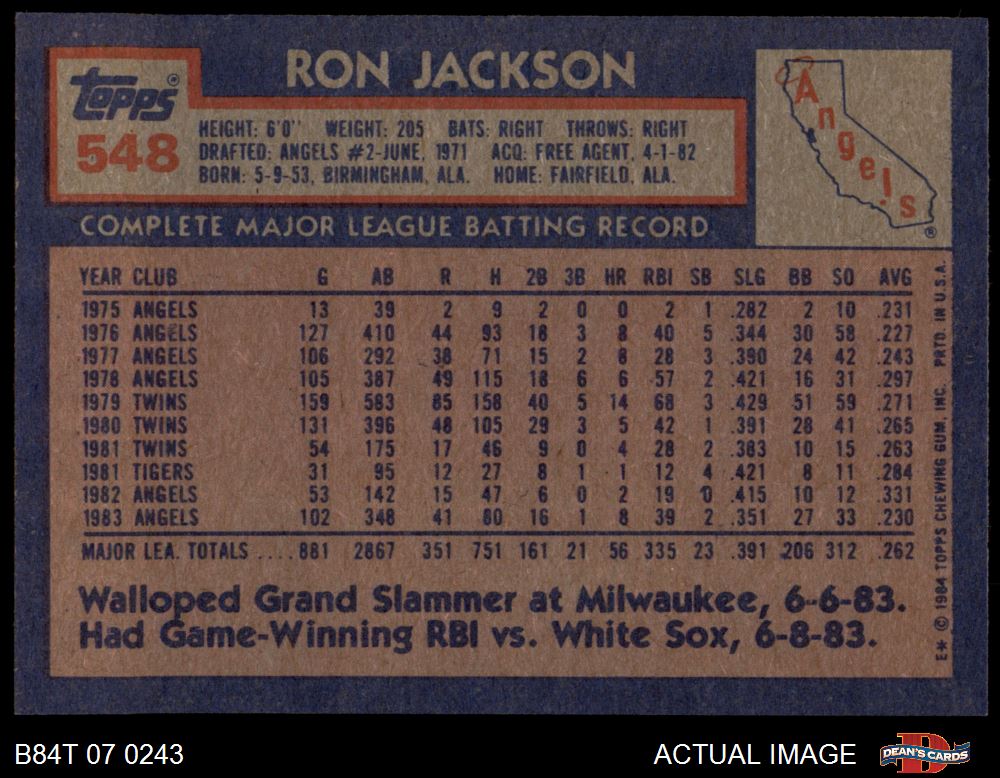 RON JACKSON
Topps
548
HEIGHT: 6'0" WEIGHT: 205 BATS: RIGHT THROWS: RIGHT
DRAFTED: ANGELS #2-JUNE, 1971 ACQ: FREE AGENT, 4-1-82
BORN: 5-9-53, BIRMINGHAM, ALA. HOME: FAIRFIELD, ALA.
Angels
COMPLETE MAJOR LEAGUE BATTING RECORD
YEAR CLUB G AB R H 2B 3B HR RBI SB SLG BB SO AVG
1975 ANGELS 13 39 2 9 2 0 0 2 1 .282 2 10 .231
1976 ANGELS 127 410 44 93 18 3 8 40 5 .344 30 58 .227
1977 ANGELS 106 292 38 71 15 2 8 28 3 .390 24 42 .243
1978 ANGELS 105 387 49 115 18 6 6 57 2 .421 16 31 .297
1979 TWINS 159 583 85 158 40 5 14 68 3 .429 51 59 .271
1980 TWINS 131 396 48 105 29 3 5 42 1 .391 28 41 .265
1981 TWINS 54 175 17 46 9 0 4 28 2 .383 10 15 .263
1981 TIGERS 31 95 12 27 8 1 1 12 4 .421 8 11 .284
1982 ANGELS 53 142 15 47 6 0 2 19 0 .415 10 12 .331
1983 ANGELS 102 348 41 80 16 1 8 39 2 .351 27 33 .230
MAJOR LEA. TOTALS ....881 2867 351 751 161 21 56 335 23 .391 206 312 .262
Walloped Grand Slammer at Milwaukee, 6-6-83.
Had Game-Winning RBI vs. White Sox, 6-8-83.
E* © 1984 TOPPS CHEWING GUM, INC. PRTD. IN U.S.A.
B84T 07 0243
ACTUAL IMAGE
DEAN'S CARDS